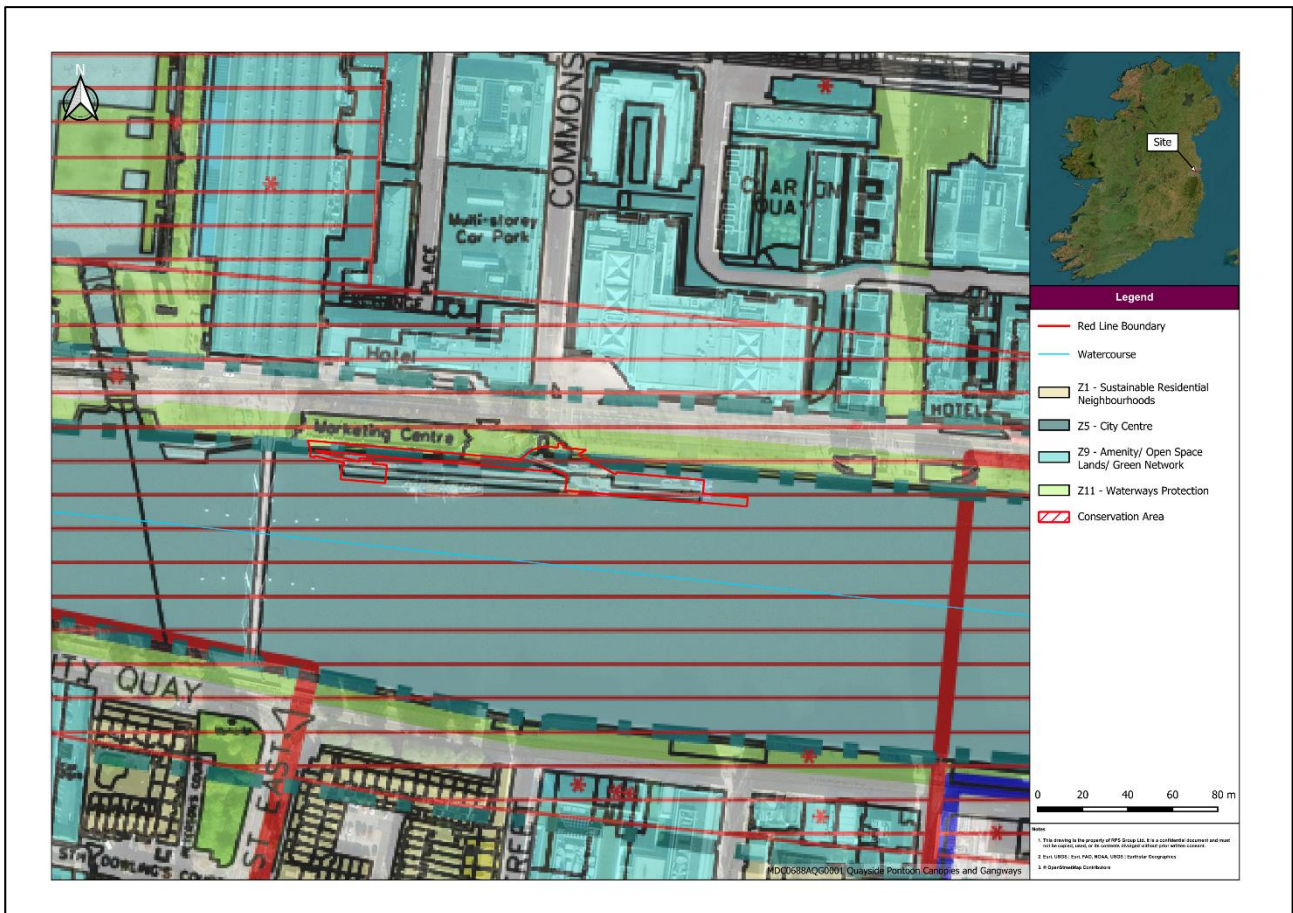 N
COMMONS
CLARION
QUAY
Multi-storey
Car Park
PLACE
Hotel
HOTEL
Marketing Centre
ITY QUAY
ST EAST
Site
Legend
Red Line Boundary
Watercourse
Z1 - Sustainable Residential
Neighbourhoods
Z5 - City Centre
Z9 - Amenity/ Open Space
Lands/ Green Network
Z11 - Waterways Protection
Conservation Area
0 20 40 60 80 m
Notes
1. This drawing is the property of RPS Group Ltd. It is a confidential document and must
not be copied, used, or its contents divulged without prior written consent.
2 Esri, USGS | Esri, FAO, NOAA, USGS | Earthstar Geographics
3. © OpenStreetMap Contributors
MDC0688AQG0001 Quayside Pontoon Canopies and Gangways